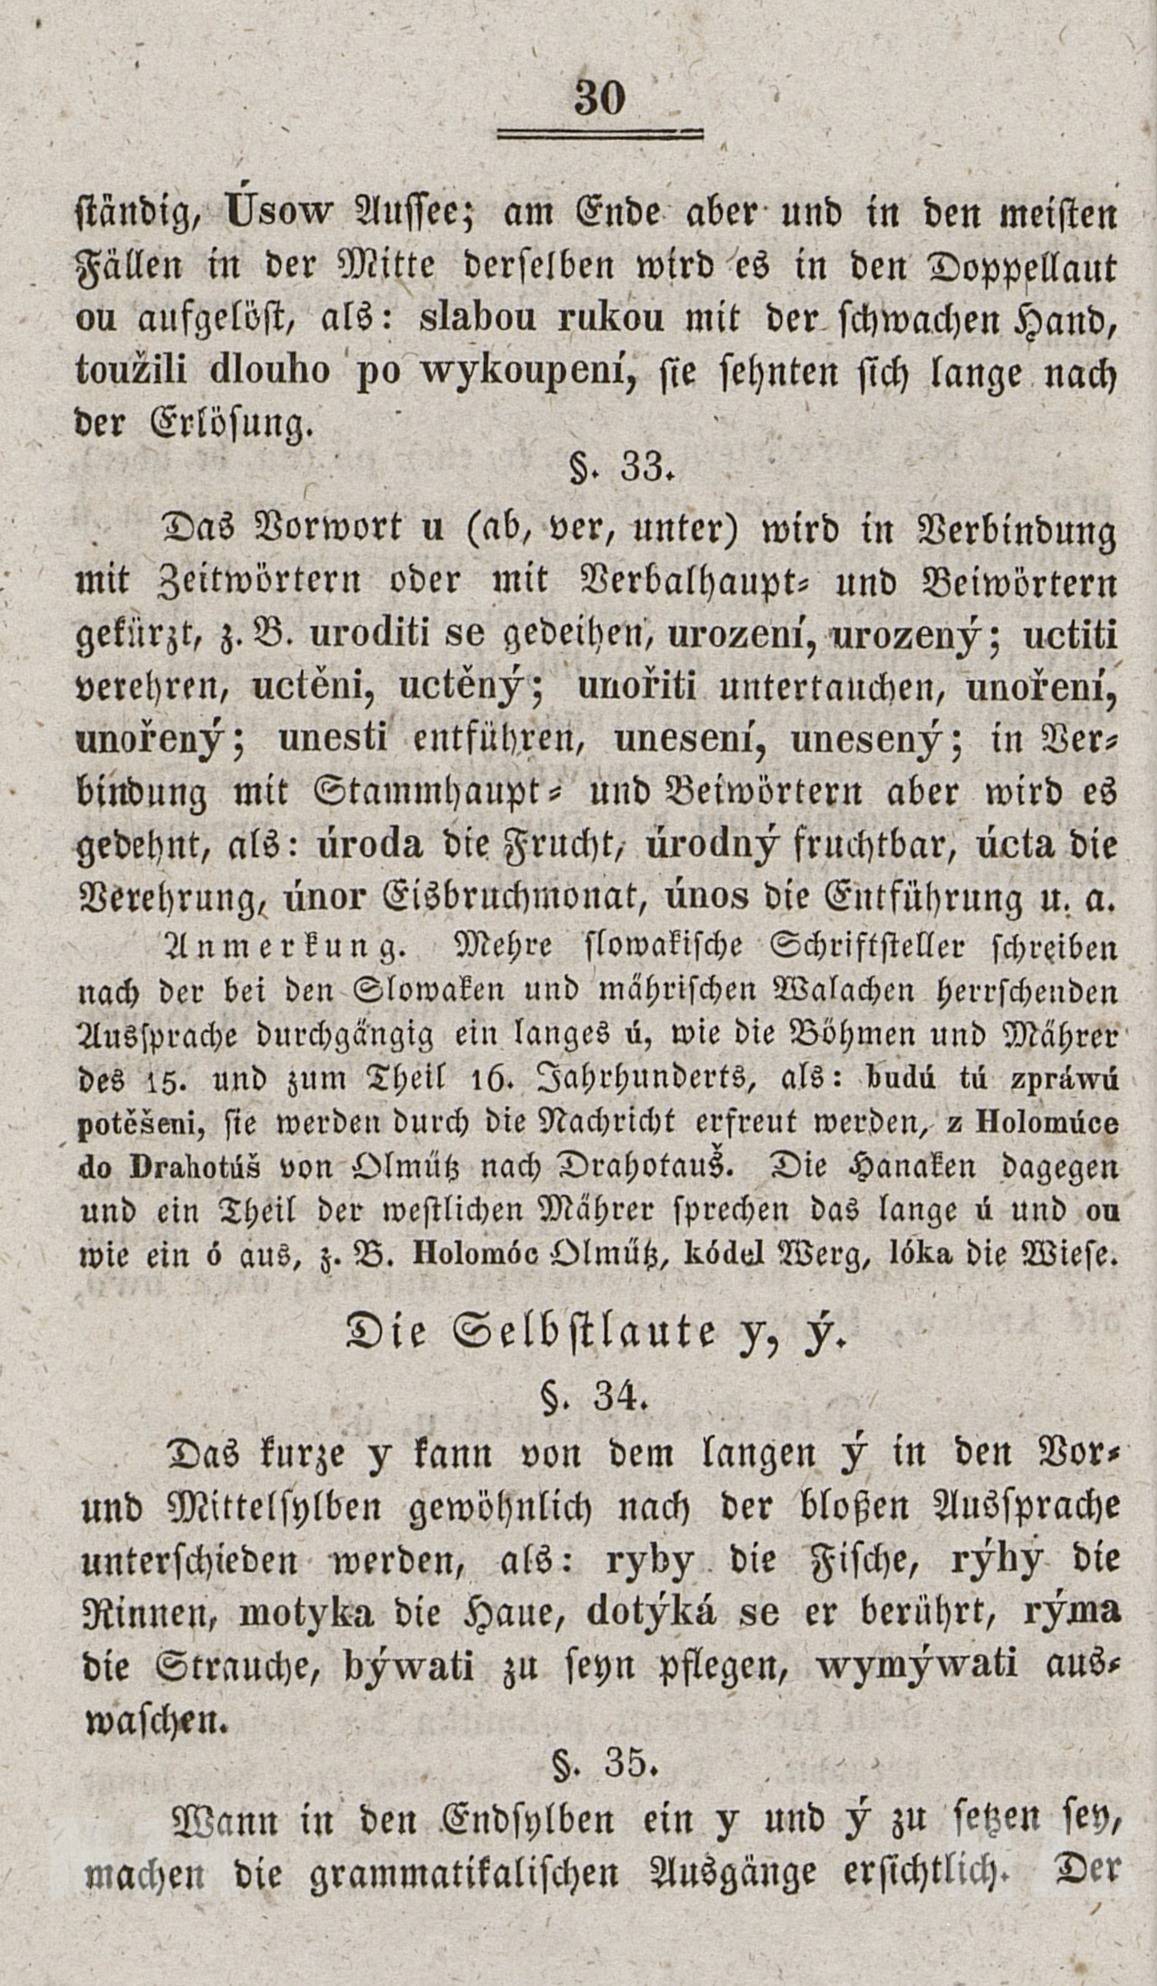 30
ständig, Úsow Aussee; am Ende aber und in den meisten
Fällen in der Mitte derselben wird es in den Doppellaut
ou aufgelöst, als: slabou rukou mit der schwachen Hand,
toužili dlouho po wykoupení, sie sehnten sich lange nach
der Erlösung.
§. 33.
Das Vorwort u (ab, ver, unter) wird in Verbindung
mit Zeitwörtern oder mit Verbalhaupt- und Beiwörtern
gekürzt, z. B. uroditi se gedeihen, urození, urozený; uctiti
verehren, uctěni, uctěný; unořiti untertauchen, unoření,
unořený; unesti entführen, unesení, unesený; in Ver-
bindung mit Stammhaupt- und Beiwörtern aber wird es
gedehnt, als: úroda die Frucht, úrodný fruchtbar, úcta die
Verehrung, únor Eisbruchmonat, únos die Entführung u. a.
Anmerkung. Mehre slowakische Schriftsteller schreiben
nach der bei den Slowaken und mährischen Walachen herrschenden
Aussprache durchgängig ein langes ú, wie die Böhmen und Mährer
des 15. und zum Theil 16. Jahrhunderts, als: budú tú zpráwú
potěšeni, sie werden durch die Nachricht erfreut werden, z Holomúce
do Drahotúš von Olmütz nach Drahotauš. Die Hanaken dagegen
und ein Theil der westlichen Mährer sprechen das lange ú und ou
wie ein ó aus, z. B. Holomóc Olmütz, kódel Werg, lóka die Wiese.
Die Selbstlaute y, ý.
§. 34.
Das kurze y kann von dem langen ý in den Vor-
und Mittelsylben gewöhnlich nach der bloßen Aussprache
unterschieden werden, als: ryby die Fische, rýhy die
Rinnen, motyka die Haue, dotýká se er berührt, rýma
die Strauche, býwati zu seyn pflegen, wymýwati aus-
waschen.
§. 35.
Wann in den Endsylben ein y und ý zu setzen sey,
machen die grammatikalischen Ausgänge ersichtlich. Der